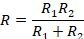 R = R₁R₂ / (R₁ + R₂)